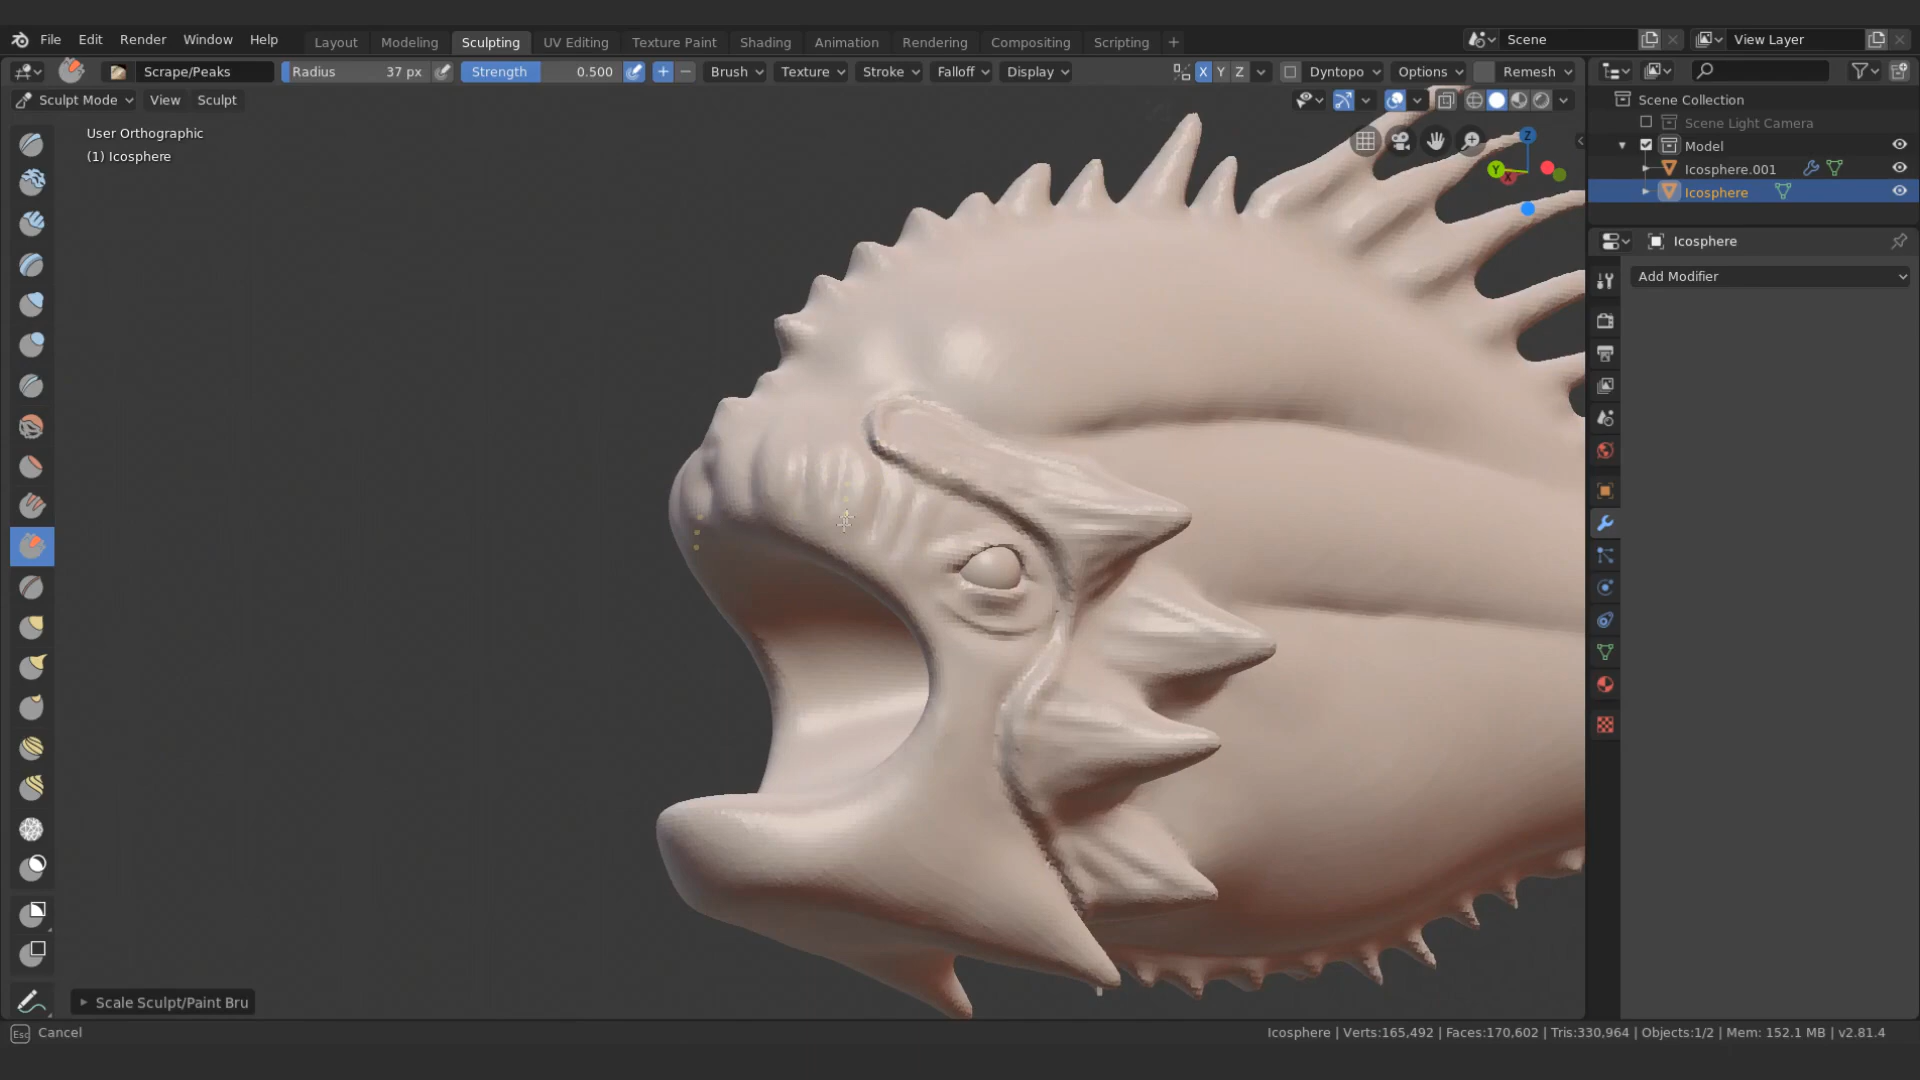 File Edit Render Window Help Layout Modeling Sculpting UV Editing Texture Paint Shading Animation Rendering Compositing Scripting + Scene View Layer
Scrape/Peaks Radius 37 px Strength 0.500 + − Brush Texture Stroke Falloff Display X Y Z Dyntopo Options Remesh
Sculpt Mode View Sculpt
Scene Collection
Scene Light Camera
Model
Icosphere.001
Icosphere
User Orthographic
(1) Icosphere
Z
Y
X
Icosphere
Add Modifier
Scale Sculpt/Paint Bru
Esc Cancel
Icosphere | Verts:165,492 | Faces:170,602 | Tris:330,964 | Objects:1/2 | Mem: 152.1 MB | v2.81.4